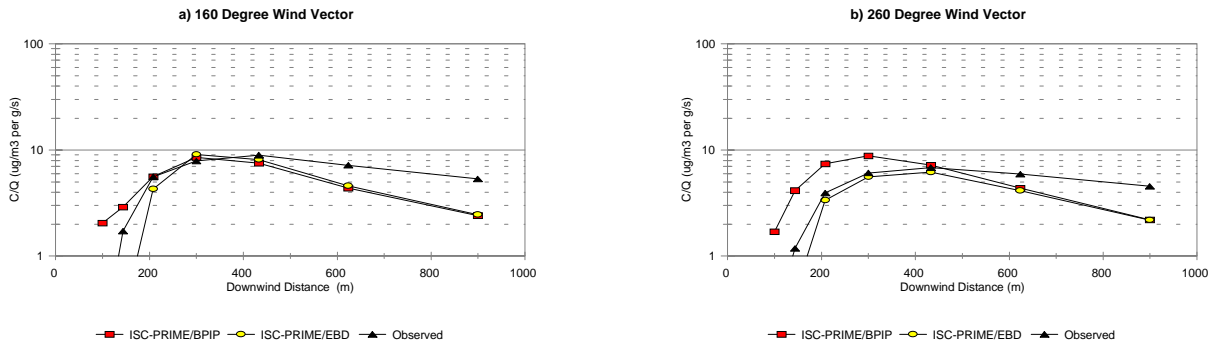 a) 160 Degree Wind Vector
100
10
1
C/Q (ug/m3 per g/s)
0 200 400 600 800 1000
Downwind Distance (m)
ISC-PRIME/BPIP ISC-PRIME/EBD Observed
b) 260 Degree Wind Vector
100
10
1
C/Q (ug/m3 per g/s)
0 200 400 600 800 1000
Downwind Distance (m)
ISC-PRIME/BPIP ISC-PRIME/EBD Observed